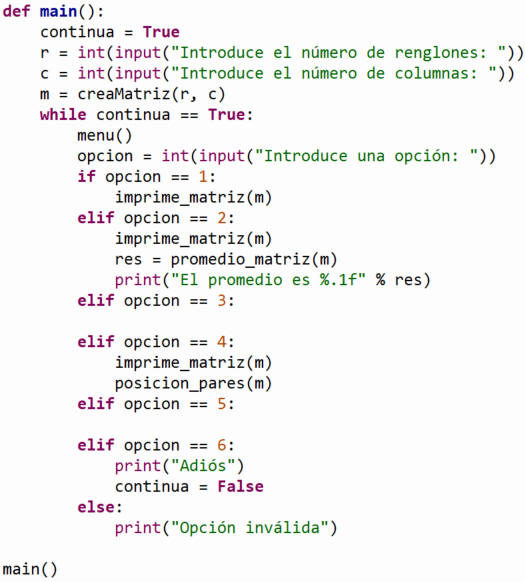 def main():
    continua = True
    r = int(input("Introduce el número de renglones: "))
    c = int(input("Introduce el número de columnas: "))
    m = creaMatriz(r, c)
    while continua == True:
        menu()
        opcion = int(input("Introduce una opción: "))
        if opcion == 1:
            imprime_matriz(m)
        elif opcion == 2:
            imprime_matriz(m)
            res = promedio_matriz(m)
            print("El promedio es %.1f" % res)
        elif opcion == 3:

        elif opcion == 4:
            imprime_matriz(m)
            posicion_pares(m)
        elif opcion == 5:

        elif opcion == 6:
            print("Adiós")
            continua = False
        else:
            print("Opción inválida")

main()